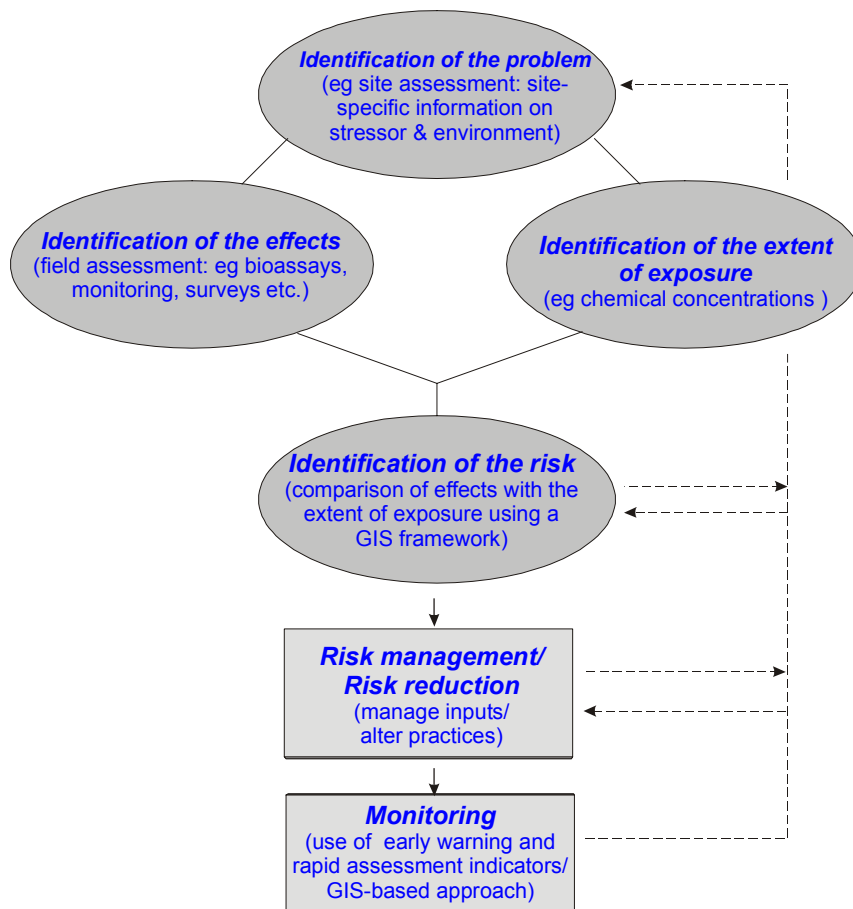 Identification of the problem
(eg site assessment: site-
specific information on
stressor & environment)
Identification of the effects
(field assessment: eg bioassays,
monitoring, surveys etc.)
Identification of the extent
of exposure
(eg chemical concentrations )
Identification of the risk
(comparison of effects with the
extent of exposure using a
GIS framework)
Risk management/
Risk reduction
(manage inputs/
alter practices)
Monitoring
(use of early warning and
rapid assessment indicators/
GIS-based approach)